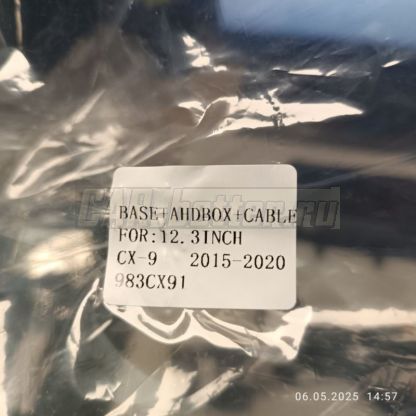 BASE+AHDBOX+CABLE
FOR:12.3INCH
CX-9 2015-2020
983CX91
06.05.2025 14:57